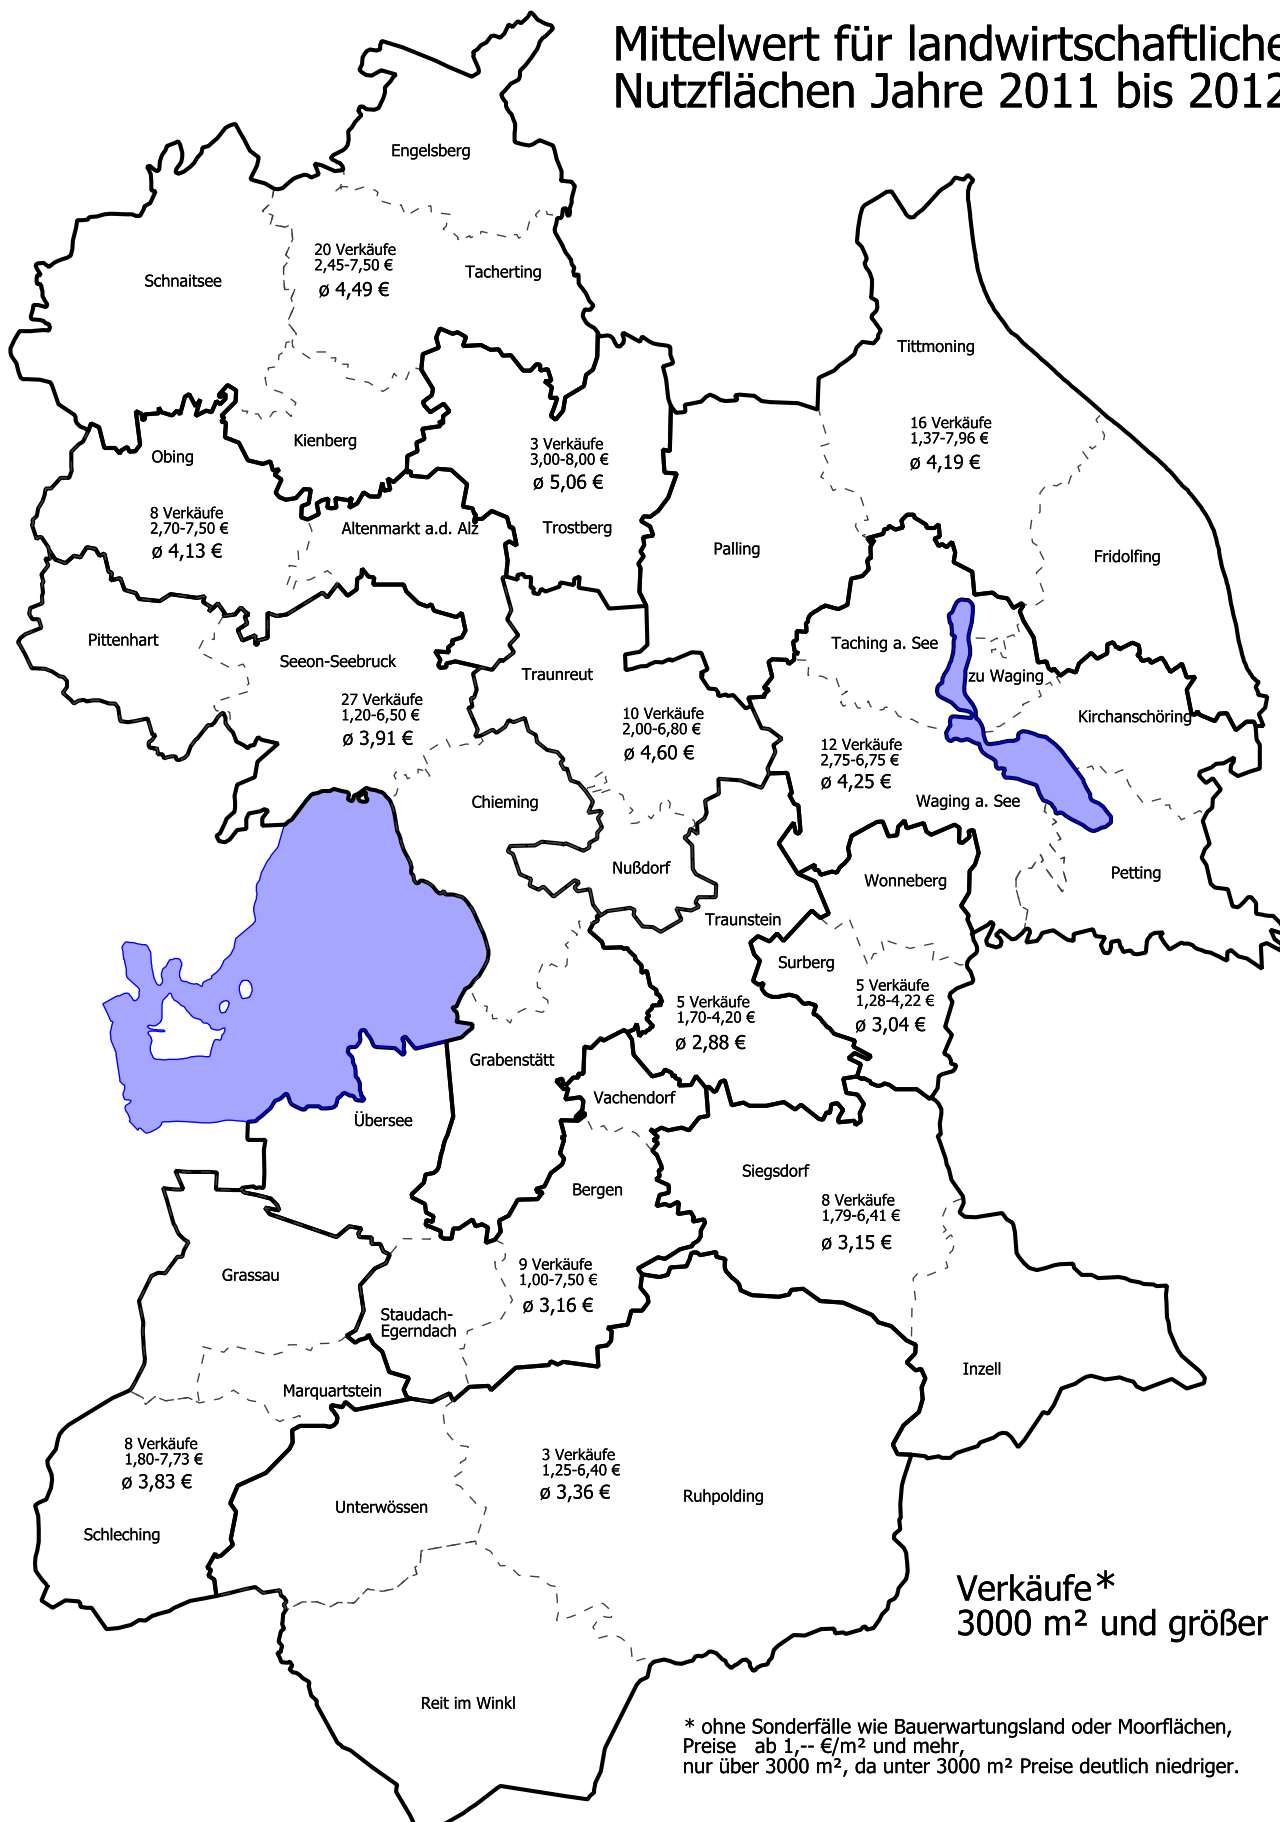 Mittelwert für landwirtschaftliche
Nutzflächen Jahre 2011 bis 2012
Engelsberg
20 Verkäufe
2,45-7,50 €
ø 4,49 €
Tacherting
Schnaitsee
Tittmoning
16 Verkäufe
1,37-7,96 €
ø 4,19 €
Kienberg
3 Verkäufe
3,00-8,00 €
ø 5,06 €
Trostberg
Obing
8 Verkäufe
2,70-7,50 €
ø 4,13 €
Altenmarkt a.d. Alz
Palling
Fridolfing
Pittenhart
Seeon-Seebruck
27 Verkäufe
1,20-6,50 €
ø 3,91 €
Traunreut
10 Verkäufe
2,00-6,80 €
ø 4,60 €
Taching a. See
zu Waging
Kirchanschöring
12 Verkäufe
2,75-6,75 €
ø 4,25 €
Waging a. See
Chieming
Nußdorf
Wonneberg
Petting
Traunstein
Surberg
5 Verkäufe
1,28-4,22 €
ø 3,04 €
5 Verkäufe
1,70-4,20 €
ø 2,88 €
Grabenstätt
Vachendorf
Übersee
Bergen
Siegsdorf
8 Verkäufe
1,79-6,41 €
ø 3,15 €
9 Verkäufe
1,00-7,50 €
ø 3,16 €
Grassau
Staudach-
Egerndach
Marquartstein
Inzell
8 Verkäufe
1,80-7,73 €
ø 3,83 €
Schleching
3 Verkäufe
1,25-6,40 €
ø 3,36 €
Unterwössen
Ruhpolding
Reit im Winkl
Verkäufe*
3000 m² und größer
* ohne Sonderfälle wie Bauerwartungsland oder Moorflächen,
Preise ab 1,-- €/m² und mehr,
nur über 3000 m², da unter 3000 m² Preise deutlich niedriger.